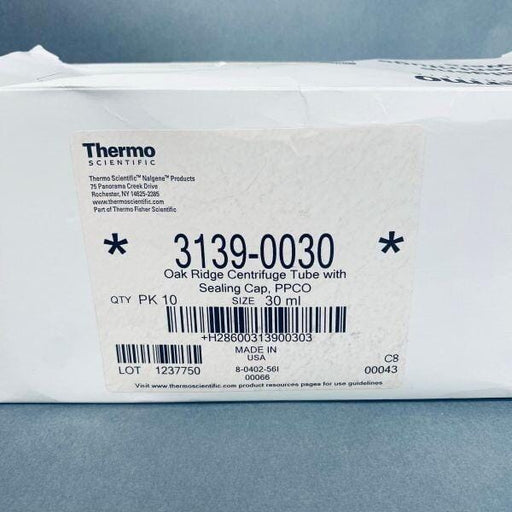 Thermo
SCIENTIFIC
Thermo Scientific™ Nalgene™ Products
75 Panorama Creek Drive
Rochester, NY 14625-2385
www.thermoscientific.com
Part of Thermo Fisher Scientific
* 3139-0030 *
Oak Ridge Centrifuge Tube with
Sealing Cap, PPCO
QTY PK 10 SIZE 30 ml
+H28600313900303
MADE IN
USA
LOT 1237750
8-0402-56I
00066
C8
00043
Visit www.thermoscientific.com product resources pages for use guidelines